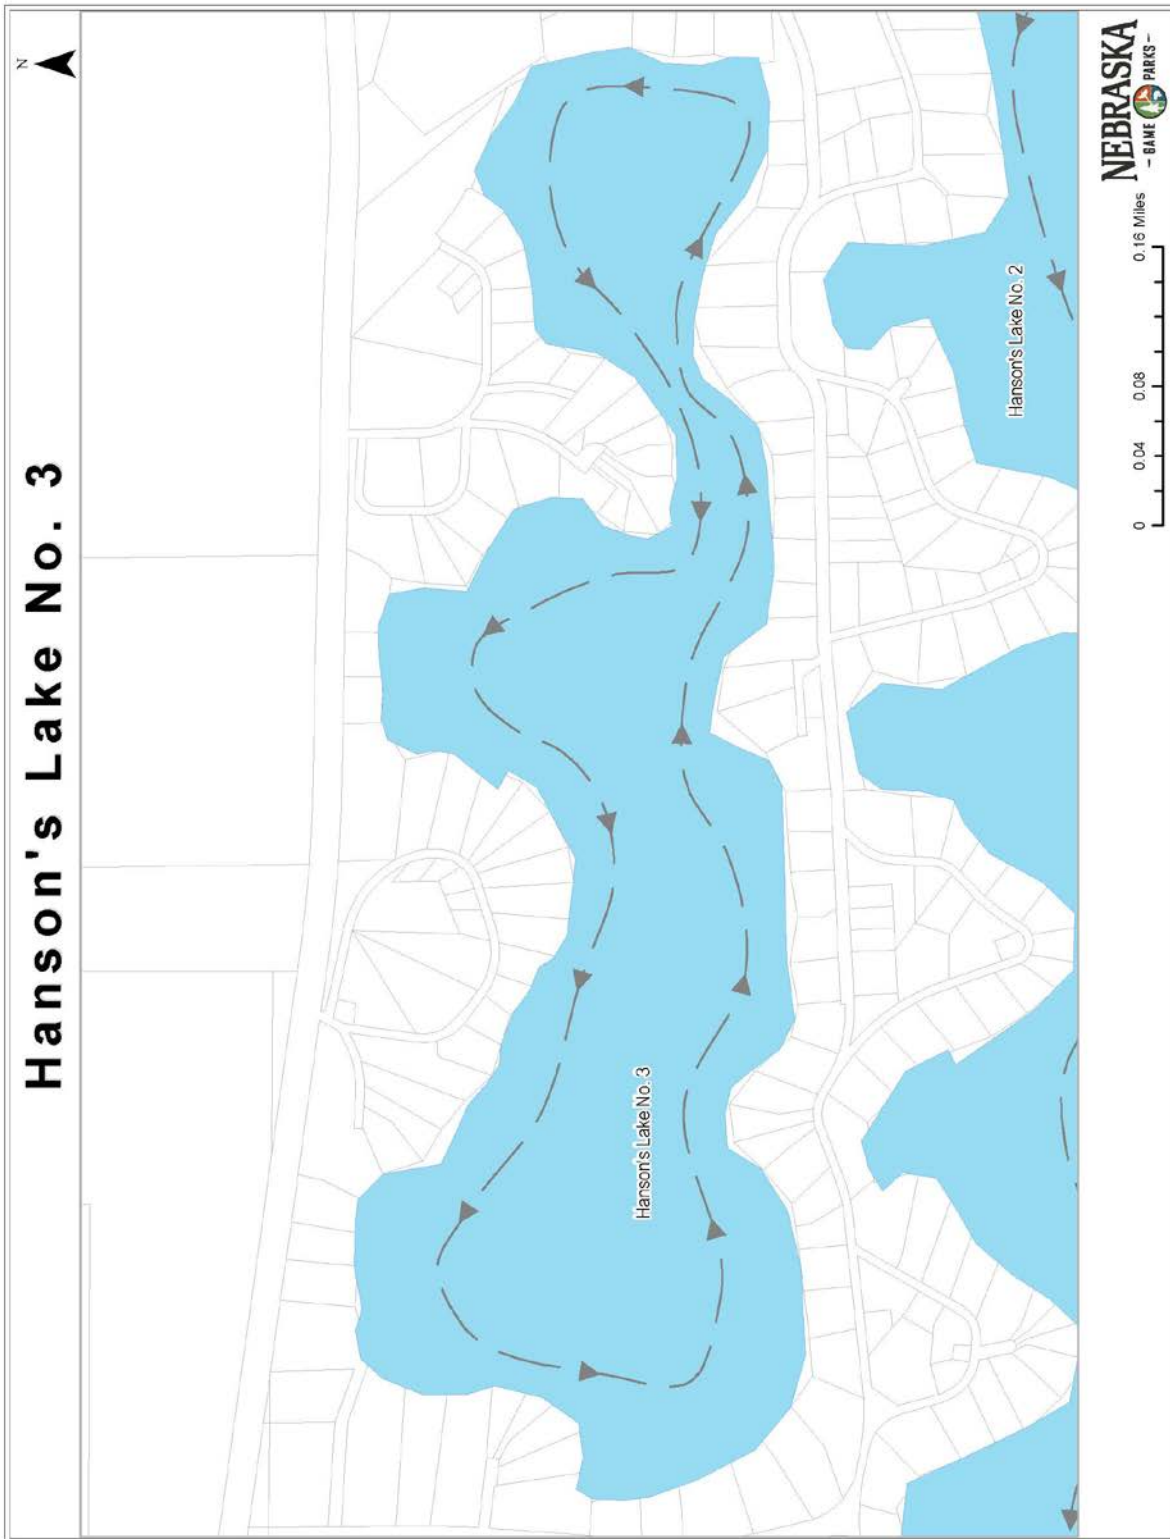 Hanson's Lake No. 3
N
Hanson's Lake No. 3
Hanson's Lake No. 2
0 0.04 0.08 0.16 Miles
NEBRASKA
- GAME PARKS -